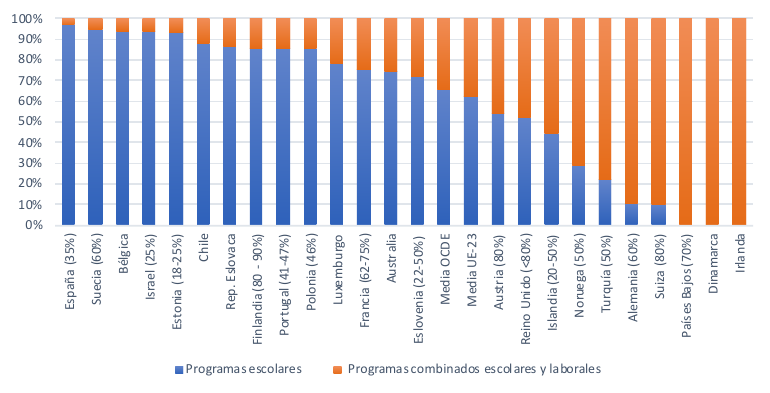 100%
90%
80%
70%
60%
50%
40%
30%
20%
10%
0%
España (35%)
Suecia (60%)
Bélgica
Israel (25%)
Estonia (18-25%)
Chile
Rep. Eslovaca
Finlandia (80 - 90%)
Portugal (41-47%)
Polonia (46%)
Luxemburgo
Francia (62-75%)
Australia
Eslovenia (22-50%)
Media OCDE
Media UE-23
Austria (80%)
Reino Unido (<80%)
Islandia (20-50%)
Noruega (50%)
Turquía (50%)
Alemania (60%)
Suiza (80%)
Países Bajos (70%)
Dinamarca
Irlanda
Programas escolares
Programas combinados escolares y laborales